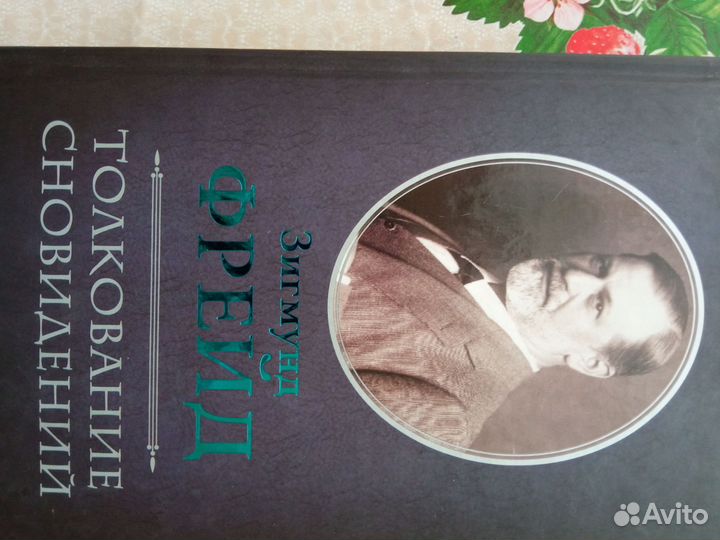 Зигмунд
ФРЕЙД
ТОЛКОВАНИЕ
СНОВИДЕНИЙ
Avito